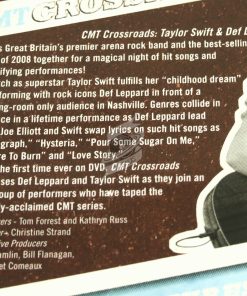 CMT CROSSROADS
CMT Crossroads: Taylor Swift & Def Le
s Great Britain's premier arena rock band and the best-selling
of 2008 together for a magical night of hit songs and
ifying performances!
tch as superstar Taylor Swift fulfills her "childhood dream"
forming with rock icons Def Leppard in front of a
ing-room only audience in Nashville. Genres collide in
ce in a lifetime performance as Def Leppard lead
Joe Elliott and Swift swap lyrics on such hit songs as
graph," "Hysteria," "Pour Some Sugar On Me,"
re To Burn" and "Love Story."
the first time ever on DVD, CMT Crossroads
ses Def Leppard and Taylor Swift as they join an
oup of performers who have taped the
ly-acclaimed CMT series.
ers - Tom Forrest and Kathryn Russ
- Christine Strand
ive Producers
amlin, Bill Flanagan,
et Comeaux